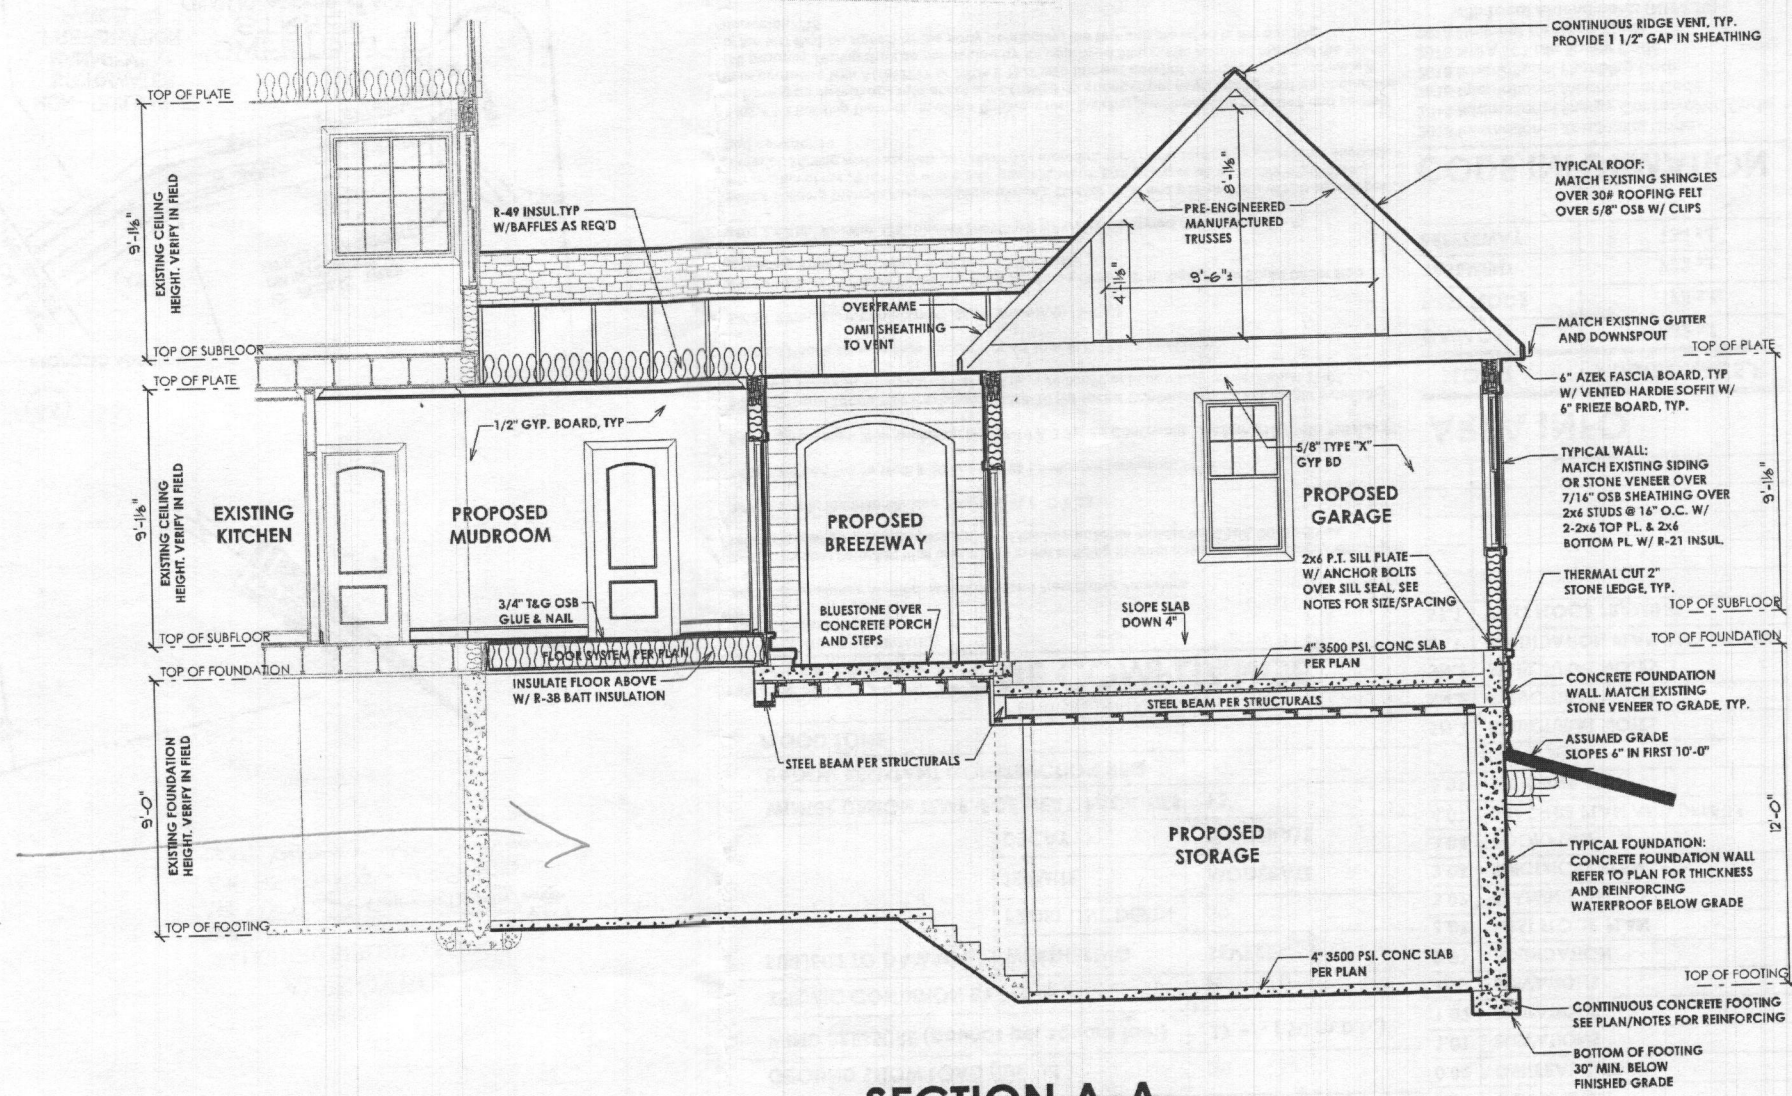 CONTINUOUS RIDGE VENT, TYP.
PROVIDE 1 1/2" GAP IN SHEATHING
TOP OF PLATE
9'-1⅛"
EXISTING CEILING
HEIGHT. VERIFY IN FIELD
R-49 INSUL.TYP
W/BAFFLES AS REQ'D
8'-1⅛"
PRE-ENGINEERED
MANUFACTURED
TRUSSES
4'-1⅛"
9'-6"±
TYPICAL ROOF:
MATCH EXISTING SHINGLES
OVER 30# ROOFING FELT
OVER 5/8" OSB W/ CLIPS
OVERFRAME
OMIT SHEATHING
TO VENT
MATCH EXISTING GUTTER
AND DOWNSPOUT
TOP OF PLATE
TOP OF SUBFLOOR
TOP OF PLATE
6" AZEK FASCIA BOARD, TYP
W/ VENTED HARDIE SOFFIT W/
6" FRIEZE BOARD, TYP.
1/2" GYP. BOARD, TYP
5/8" TYPE "X"
GYP BD
TYPICAL WALL:
MATCH EXISTING SIDING
OR STONE VENEER OVER
7/16" OSB SHEATHING OVER
2x6 STUDS @ 16" O.C. W/
2-2x6 TOP PL. & 2x6
BOTTOM PL. W/ R-21 INSUL.
9'-1⅛"
9'-1⅛"
EXISTING CEILING
HEIGHT. VERIFY IN FIELD
EXISTING
KITCHEN
PROPOSED
MUDROOM
PROPOSED
BREEZEWAY
PROPOSED
GARAGE
2x6 P.T. SILL PLATE
W/ ANCHOR BOLTS
OVER SILL SEAL, SEE
NOTES FOR SIZE/SPACING
THERMAL CUT 2"
STONE LEDGE, TYP.
TOP OF SUBFLOOR
3/4" T&G OSB
GLUE & NAIL
BLUESTONE OVER
CONCRETE PORCH
AND STEPS
SLOPE SLAB
DOWN 4"
TOP OF SUBFLOOR
TOP OF FOUNDATION
FLOOR SYSTEM PER PLAN
4" 3500 PSI. CONC SLAB
PER PLAN
TOP OF FOUNDATION
INSULATE FLOOR ABOVE
W/ R-38 BATT INSULATION
STEEL BEAM PER STRUCTURALS
CONCRETE FOUNDATION
WALL. MATCH EXISTING
STONE VENEER TO GRADE, TYP.
STEEL BEAM PER STRUCTURALS
ASSUMED GRADE
SLOPES 6" IN FIRST 10'-0"
9'-0"
EXISTING FOUNDATION
HEIGHT. VERIFY IN FIELD
12'-0"
PROPOSED
STORAGE
TYPICAL FOUNDATION:
CONCRETE FOUNDATION WALL
REFER TO PLAN FOR THICKNESS
AND REINFORCING
WATERPROOF BELOW GRADE
TOP OF FOOTING
4" 3500 PSI. CONC SLAB
PER PLAN
TOP OF FOOTING
CONTINUOUS CONCRETE FOOTING
SEE PLAN/NOTES FOR REINFORCING
BOTTOM OF FOOTING
30" MIN. BELOW
FINISHED GRADE
SECTION A-A